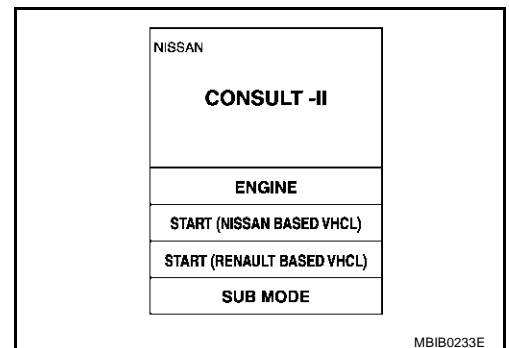 NISSAN
CONSULT -II
ENGINE
START (NISSAN BASED VHCL)
START (RENAULT BASED VHCL)
SUB MODE
MBIB0233E